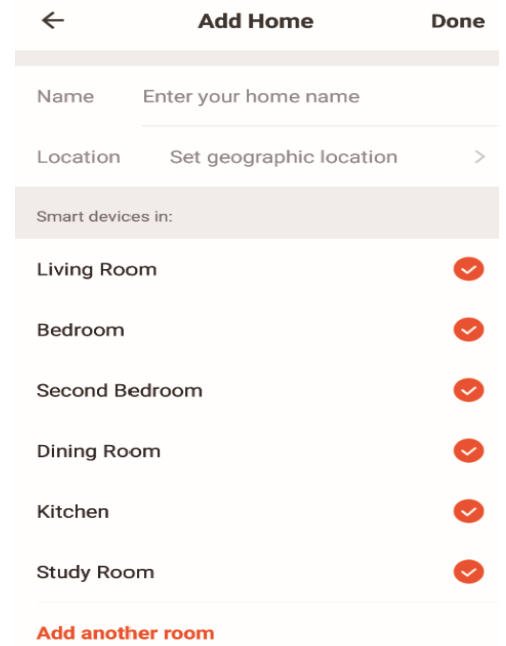 Add Home Done
Name Enter your home name
Location Set geographic location
Smart devices in:
Living Room
Bedroom
Second Bedroom
Dining Room
Kitchen
Study Room
Add another room